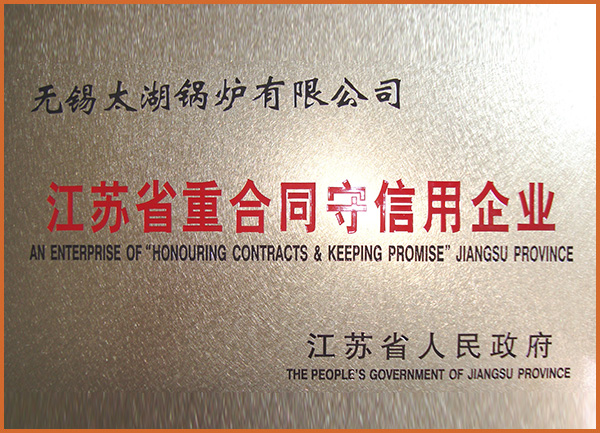 无锡太湖锅炉有限公司
江苏省重合同守信用企业
AN ENTERPRISE OF “HONOURING CONTRACTS & KEEPING PROMISE” JIANGSU PROVINCE
江苏省人民政府
THE PEOPLE'S GOVERNMENT OF JIANGSU PROVINCE